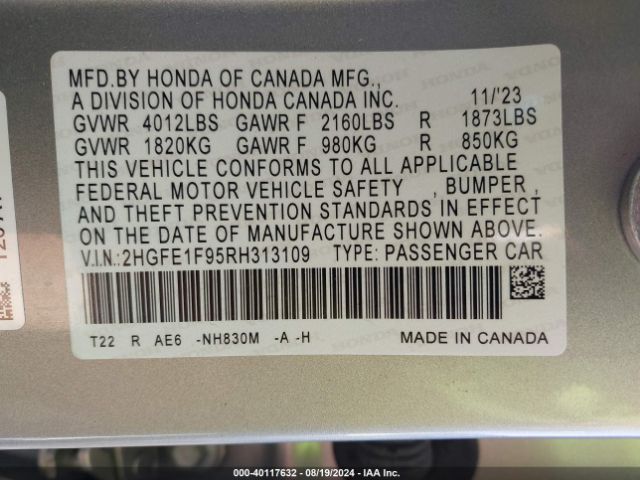 MFD.BY HONDA OF CANADA MFG.,
A DIVISION OF HONDA CANADA INC. 11/'23
GVWR 4012LBS GAWR F 2160LBS R 1873LBS
GVWR 1820KG GAWR F 980KG R 850KG
THIS VEHICLE CONFORMS TO ALL APPLICABLE
FEDERAL MOTOR VEHICLE SAFETY , BUMPER ,
AND THEFT PREVENTION STANDARDS IN EFFECT
ON THE DATE OF MANUFACTURE SHOWN ABOVE.
V.I.N.: 2HGFE1F95RH313109 TYPE: PASSENGER CAR
T22 R AE6 -NH830M -A -H MADE IN CANADA
000-40117632 - 08/19/2024 - IAA Inc.